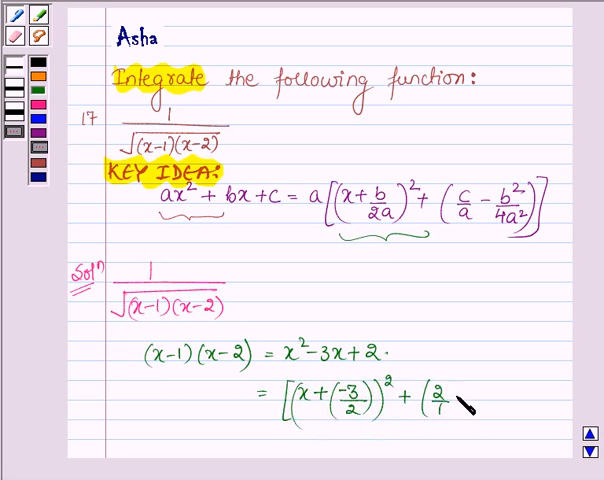 Asha
Integrate the following function:
17 1/√(x-1)(x-2)
KEY IDEA:
ax² + bx + c = a[(x + b/2a)² + (c/a - b²/4a²)]
Solⁿ 1/√(x-1)(x-2)
(x-1)(x-2) = x² - 3x + 2.
= [(x + (-3/2))² + (2/1